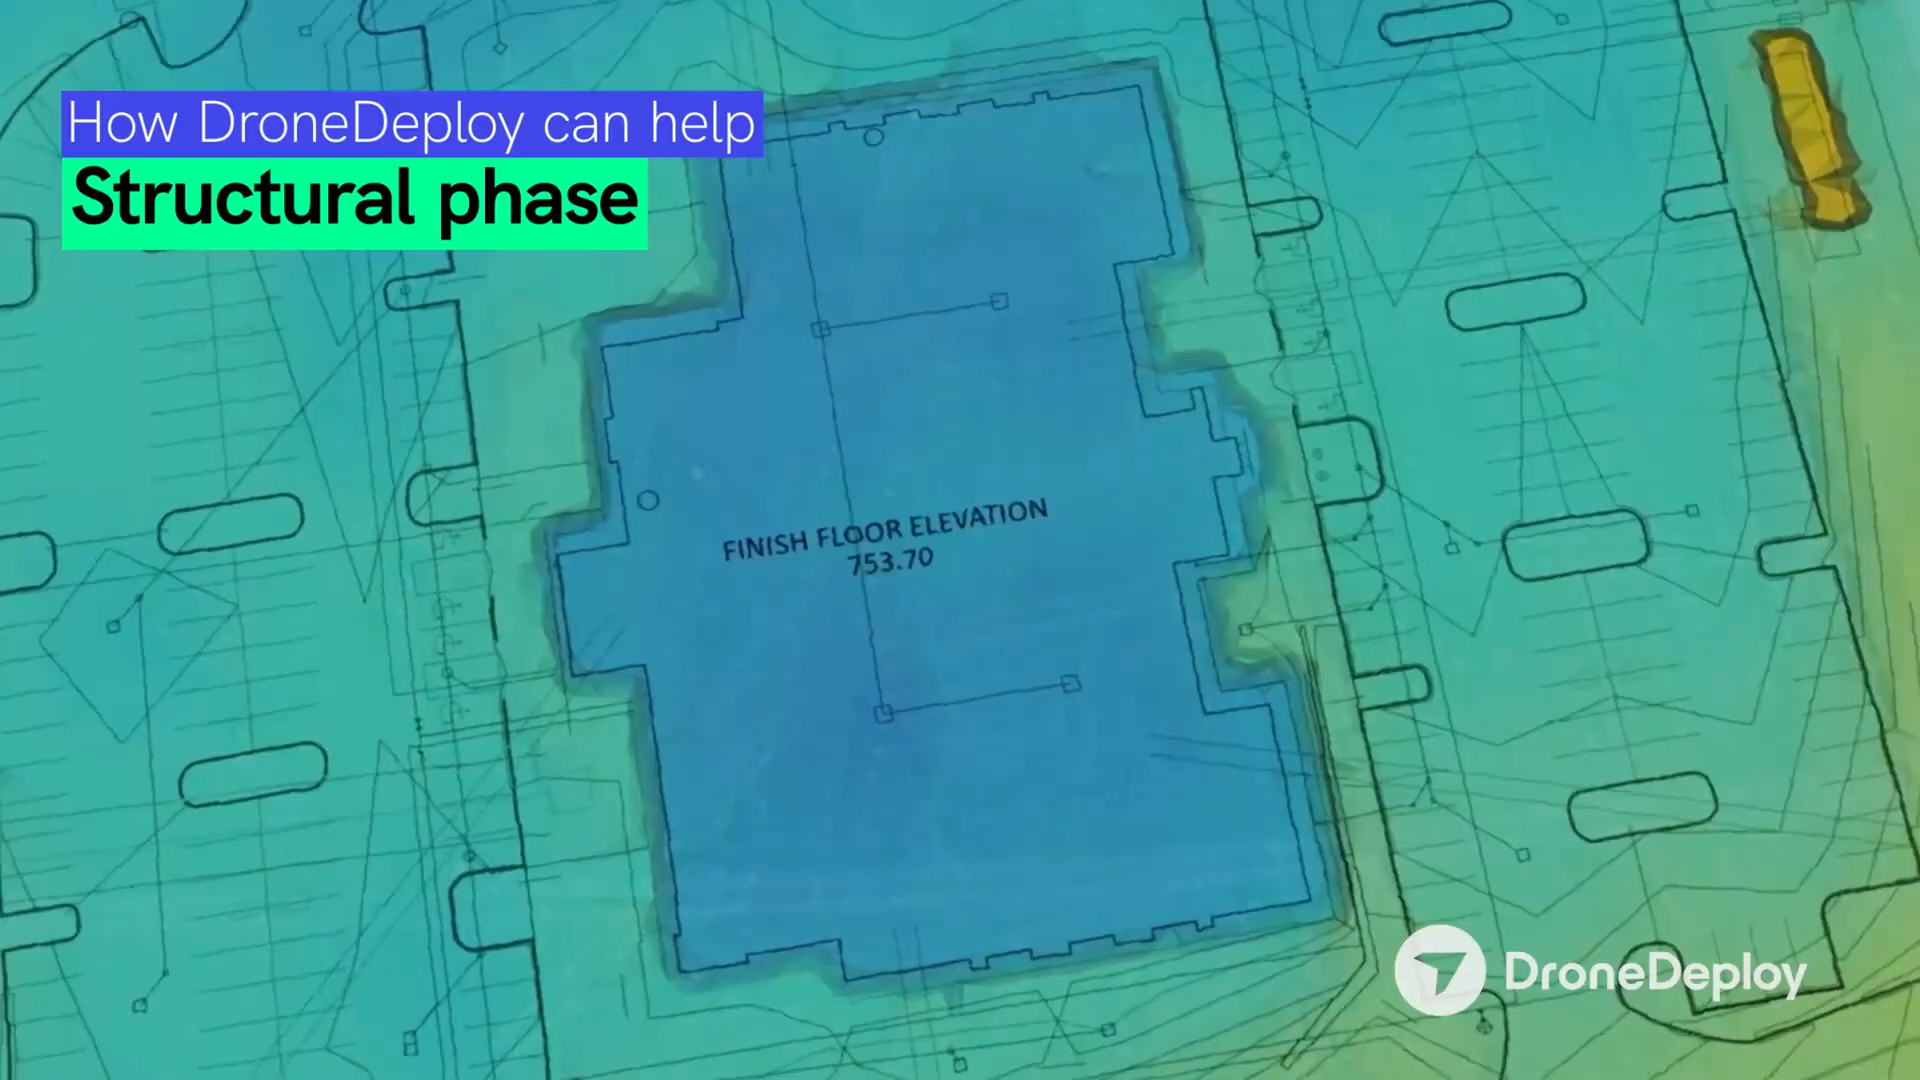 How DroneDeploy can help
Structural phase
FINISH FLOOR ELEVATION
753.70
DroneDeploy